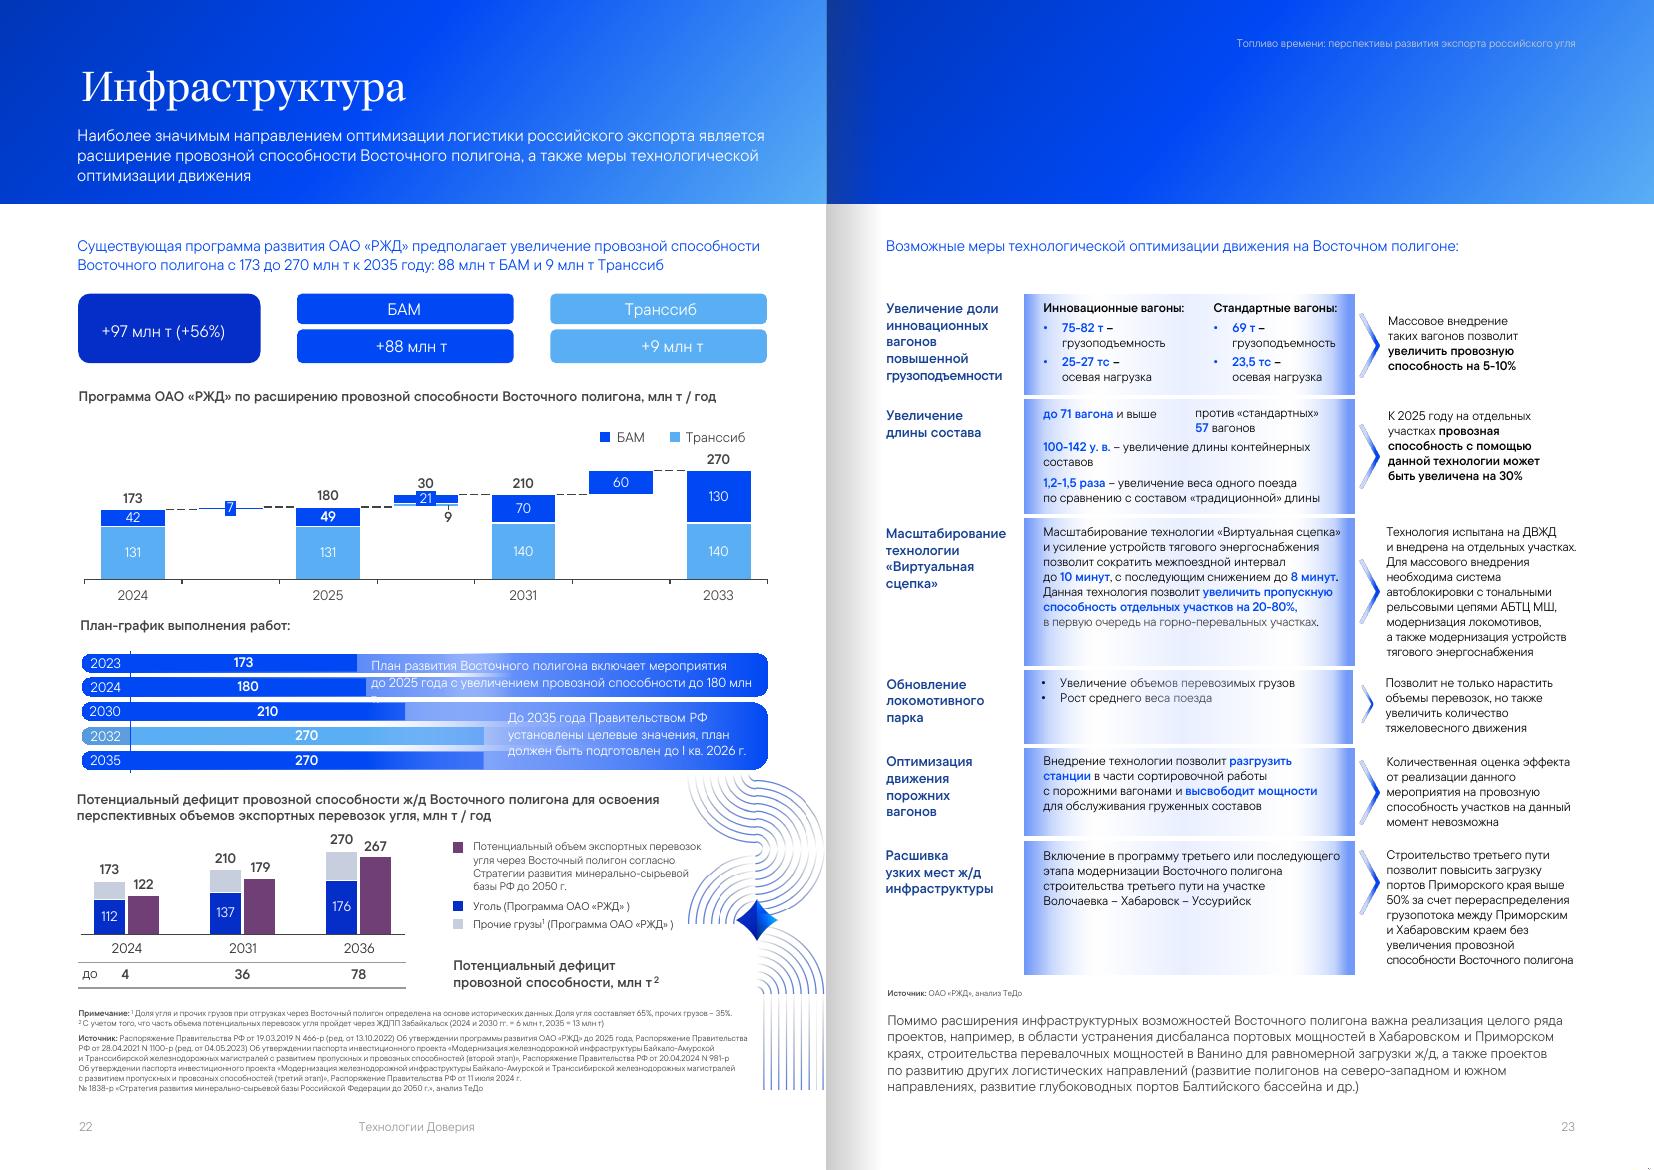 Инфраструктура
Наиболее значимым направлением оптимизации логистики российского экспорта является
расширение провозной способности Восточного полигона, а также меры технологической
оптимизации движения
Существующая программа развития ОАО «РЖД» предполагает увеличение провозной способности
Восточного полигона с 173 до 270 млн т к 2035 году: 88 млн т БАМ и 9 млн т Транссиб
+97 млн т (+56%)
БАМ
+88 млн т
Транссиб
+9 млн т
Программа ОАО «РЖД» по расширению провозной способности Восточного полигона, млн т / год
БАМ Транссиб
173
42
131
7
180
49
131
30
21
9
210
70
140
60
270
130
140
2024 2025 2031 2033
План-график выполнения работ:
2023 173
2024 180
План развития Восточного полигона включает мероприятия
до 2025 года с увеличением провозной способности до 180 млн
2030 210
2032 270
2035 270
До 2035 года Правительством РФ
установлены целевые значения, план
должен быть подготовлен до I кв. 2026 г.
Потенциальный дефицит провозной способности ж/д Восточного полигона для освоения
перспективных объемов экспортных перевозок угля, млн т / год
173
112
122
210
137
179
270
176
267
2024 2031 2036
до 4 36 78
Потенциальный объем экспортных перевозок
угля через Восточный полигон согласно
Стратегии развития минерально-сырьевой
базы РФ до 2050 г.
Уголь (Программа ОАО «РЖД» )
Прочие грузы¹ (Программа ОАО «РЖД» )
Потенциальный дефицит
провозной способности, млн т ²
Примечание: ¹ Доля угля и прочих грузов при отгрузках через Восточный полигон определена на основе исторических данных. Доля угля составляет 65%, прочих грузов – 35%.
² С учетом того, что часть объема потенциальных перевозок угля пройдет через ЖДПП Забайкальск (2024 и 2030 гг. = 6 млн т, 2035 = 13 млн т)
Источник: Распоряжение Правительства РФ от 19.03.2019 N 466-р (ред. от 13.10.2022) Об утверждении программы развития ОАО «РЖД» до 2025 года, Распоряжение Правительства
РФ от 28.04.2021 N 1100-р (ред. от 04.05.2023) Об утверждении паспорта инвестиционного проекта «Модернизация железнодорожной инфраструктуры Байкало-Амурской
и Транссибирской железнодорожных магистралей с развитием пропускных и провозных способностей (второй этап)», Распоряжение Правительства РФ от 20.04.2024 N 981-р
Об утверждении паспорта инвестиционного проекта «Модернизация железнодорожной инфраструктуры Байкало-Амурской и Транссибирской железнодорожных магистралей
с развитием пропускных и провозных способностей (третий этап)», Распоряжение Правительства РФ от 11 июля 2024 г.
№ 1838-р «Стратегия развития минерально-сырьевой базы Российской Федерации до 2050 г.», анализ ТеДо
22
Технологии Доверия
Топливо времени: перспективы развития экспорта российского угля
Возможные меры технологической оптимизации движения на Восточном полигоне:
Увеличение доли
инновационных
вагонов
повышенной
грузоподъемности
Инновационные вагоны:
• 75-82 т –
грузоподъемность
• 25-27 тс –
осевая нагрузка
Стандартные вагоны:
• 69 т –
грузоподъемность
• 23,5 тс –
осевая нагрузка
Массовое внедрение
таких вагонов позволит
увеличить провозную
способность на 5-10%
Увеличение
длины состава
до 71 вагона и выше
против «стандартных»
57 вагонов
100-142 у. в. – увеличение длины контейнерных
составов
1,2-1,5 раза – увеличение веса одного поезда
по сравнению с составом «традиционной» длины
К 2025 году на отдельных
участках провозная
способность с помощью
данной технологии может
быть увеличена на 30%
Масштабирование
технологии
«Виртуальная
сцепка»
Масштабирование технологии «Виртуальная сцепка»
и усиление устройств тягового энергоснабжения
позволит сократить межпоездной интервал
до 10 минут, с последующим снижением до 8 минут.
Данная технология позволит увеличить пропускную
способность отдельных участков на 20-80%,
в первую очередь на горно-перевальных участках.
Технология испытана на ДВЖД
и внедрена на отдельных участках.
Для массового внедрения
необходима система
автоблокировки с тональными
рельсовыми цепями АБТЦ МШ,
модернизация локомотивов,
а также модернизация устройств
тягового энергоснабжения
Обновление
локомотивного
парка
• Увеличение объемов перевозимых грузов
• Рост среднего веса поезда
Позволит не только нарастить
объемы перевозок, но также
увеличить количество
тяжеловесного движения
Оптимизация
движения
порожних
вагонов
Внедрение технологии позволит разгрузить
станции в части сортировочной работы
с порожними вагонами и высвободит мощности
для обслуживания груженных составов
Количественная оценка эффекта
от реализации данного
мероприятия на провозную
способность участков на данный
момент невозможна
Расшивка
узких мест ж/д
инфраструктуры
Включение в программу третьего или последующего
этапа модернизации Восточного полигона
строительства третьего пути на участке
Волочаевка – Хабаровск – Уссурийск
Строительство третьего пути
позволит повысить загрузку
портов Приморского края выше
50% за счет перераспределения
грузопотока между Приморским
и Хабаровским краем без
увеличения провозной
способности Восточного полигона
Источник: ОАО «РЖД», анализ ТеДо
Помимо расширения инфраструктурных возможностей Восточного полигона важна реализация целого ряда
проектов, например, в области устранения дисбаланса портовых мощностей в Хабаровском и Приморском
краях, строительства перевалочных мощностей в Ванино для равномерной загрузки ж/д, а также проектов
по развитию других логистических направлений (развитие полигонов на северо-западном и южном
направлениях, развитие глубоководных портов Балтийского бассейна и др.)
23